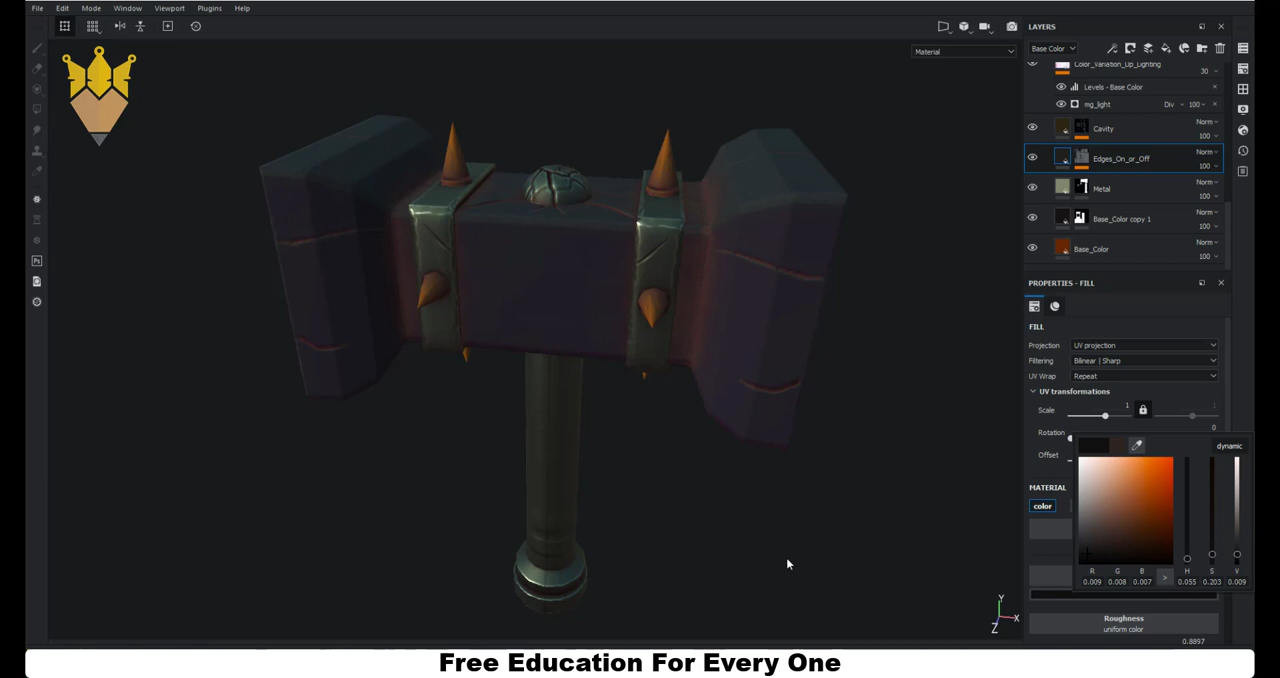 File Edit Mode Window Viewport Plugins Help
LAYERS
Base Color
Material
Color_Variation_Up_Lighting
30
Levels - Base Color
mg_light Div 100
Cavity Norm
100
Edges_On_or_Off Norm
100
Metal Norm
100
Base_Color copy 1 Norm
100
Base_Color Norm
100
PROPERTIES - FILL
FILL
Projection UV projection
Filtering Bilinear | Sharp
UV Wrap Repeat
UV transformations
Scale 1 1
Rotation 0
Offset
dynamic
MATERIAL
color
R G B H S V
0.009 0.008 0.007 > 0.055 0.203 0.009
Roughness
uniform color
0.8897
Y
X
Z
Ps
Free Education For Every One